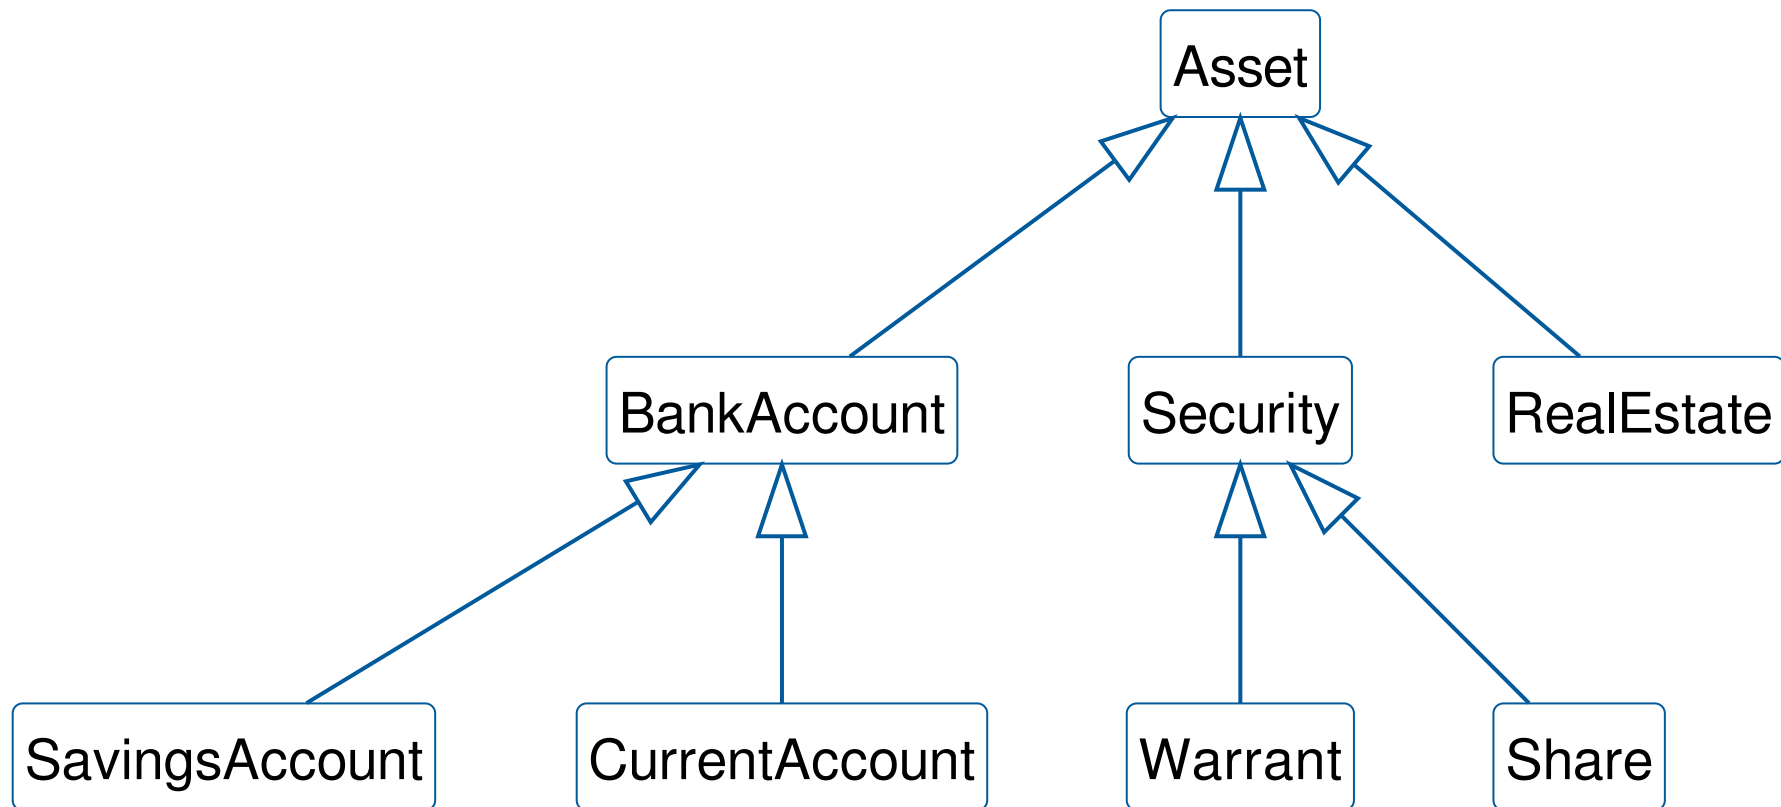 Asset
BankAccount
Security
RealEstate
SavingsAccount
CurrentAccount
Warrant
Share